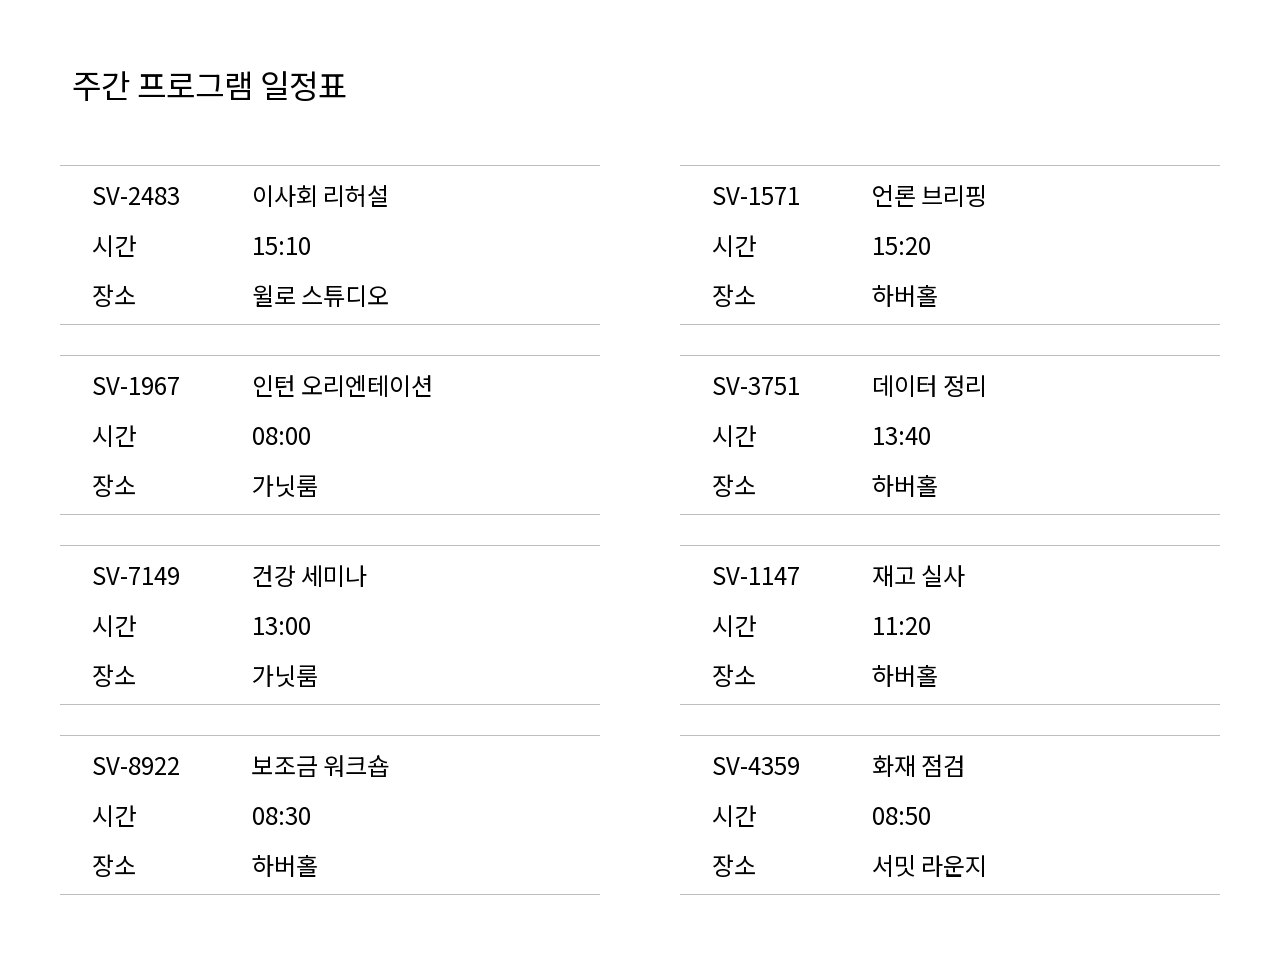 주간 프로그램 일정표
SV-2483 이사회 리허설
시간 15:10
장소 윌로 스튜디오
SV-1571 언론 브리핑
시간 15:20
장소 하버홀
SV-1967 인턴 오리엔테이션
시간 08:00
장소 가닛룸
SV-3751 데이터 정리
시간 13:40
장소 하버홀
SV-7149 건강 세미나
시간 13:00
장소 가닛룸
SV-1147 재고 실사
시간 11:20
장소 하버홀
SV-8922 보조금 워크숍
시간 08:30
장소 하버홀
SV-4359 화재 점검
시간 08:50
장소 서밋 라운지